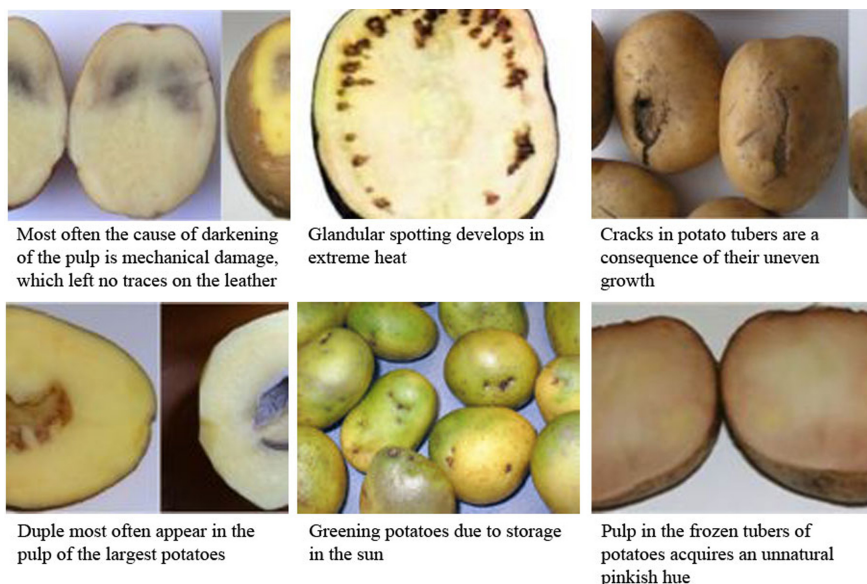 Most often the cause of darkening
of the pulp is mechanical damage,
which left no traces on the leather
Glandular spotting develops in
extreme heat
Cracks in potato tubers are a
consequence of their uneven
growth
Duple most often appear in the
pulp of the largest potatoes
Greening potatoes due to storage
in the sun
Pulp in the frozen tubers of
potatoes acquires an unnatural
pinkish hue